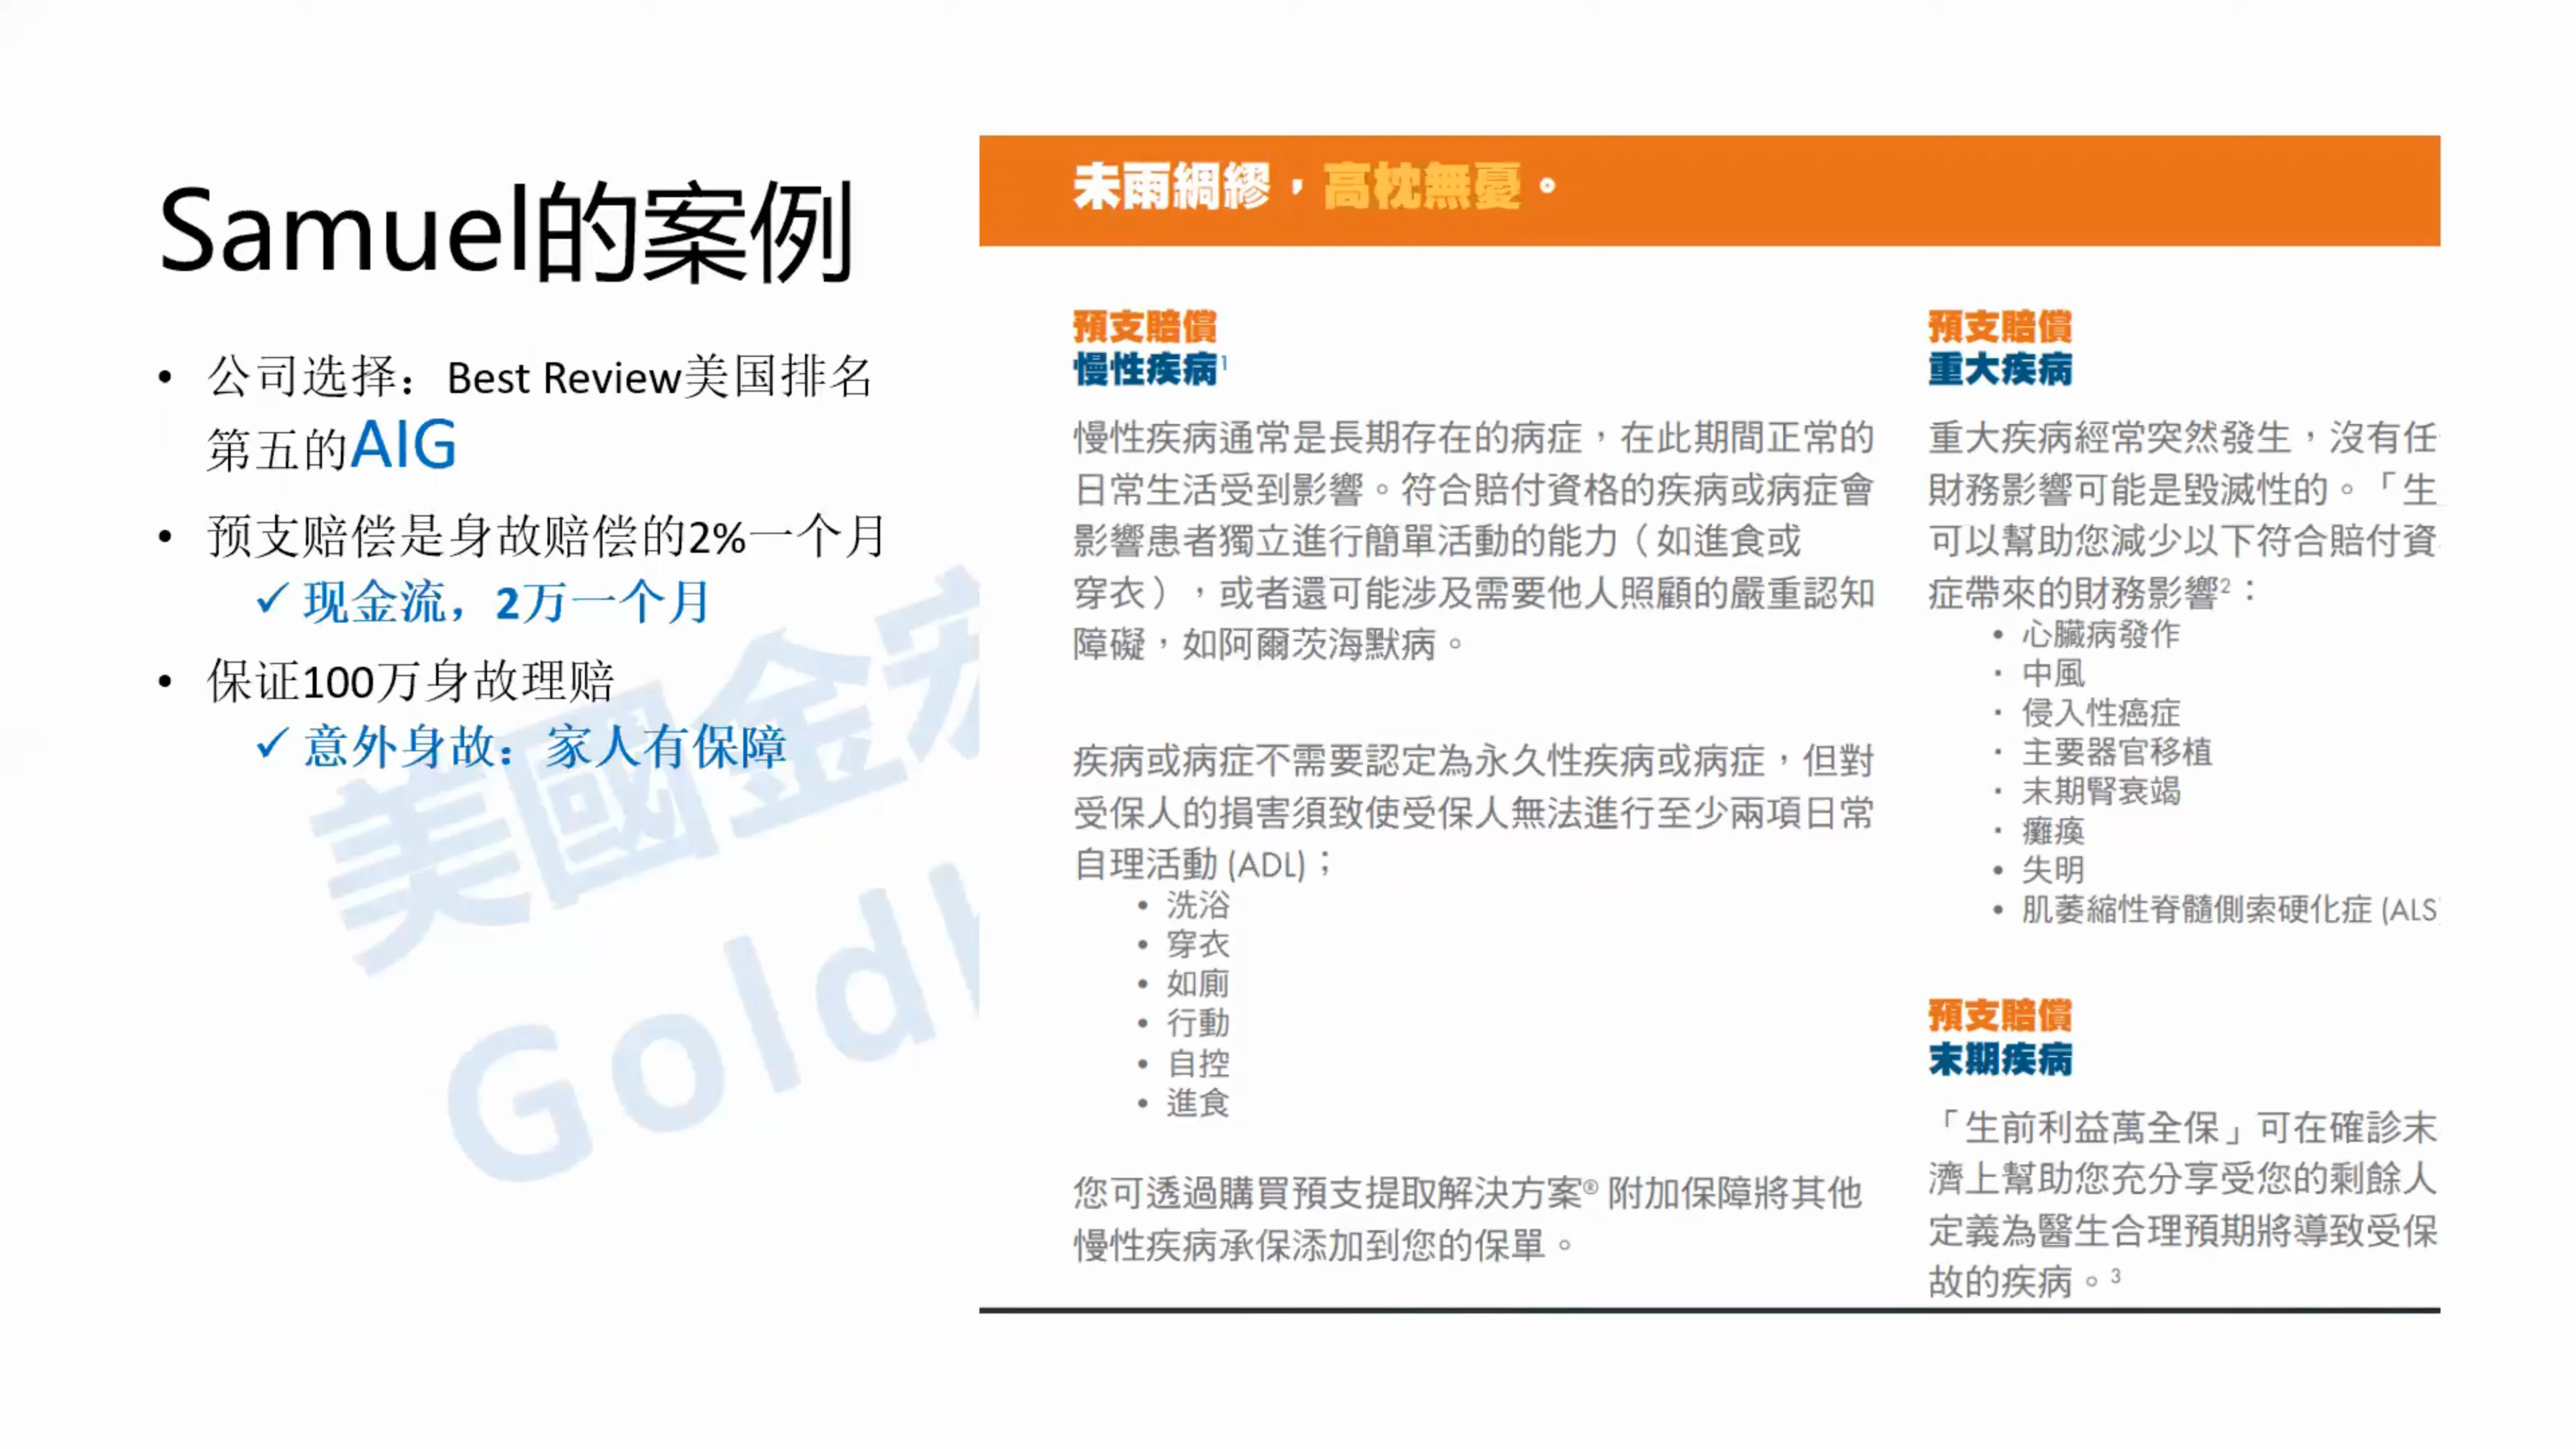 Samuel的案例
• 公司选择：Best Review美国排名
第五的AIG
• 预支赔偿是身故赔偿的2%一个月
✓ 现金流，2万一个月
• 保证100万身故理赔
✓ 意外身故：家人有保障
美國金宏
Gold
未雨綢繆，高枕無憂。
預支賠償
慢性疾病¹
慢性疾病通常是長期存在的病症，在此期間正常的
日常生活受到影響。符合賠付資格的疾病或病症會
影響患者獨立進行簡單活動的能力（如進食或
穿衣），或者還可能涉及需要他人照顧的嚴重認知
障礙，如阿爾茨海默病。
疾病或病症不需要認定為永久性疾病或病症，但對
受保人的損害須致使受保人無法進行至少兩項日常
自理活動 (ADL)；
• 洗浴
• 穿衣
• 如廁
• 行動
• 自控
• 進食
您可透過購買預支提取解決方案® 附加保障將其他
慢性疾病承保添加到您的保單。
預支賠償
重大疾病
重大疾病經常突然發生，沒有任
財務影響可能是毀滅性的。「生
可以幫助您減少以下符合賠付資
症帶來的財務影響²：
• 心臟病發作
• 中風
• 侵入性癌症
• 主要器官移植
• 末期腎衰竭
• 癱瘓
• 失明
• 肌萎縮性脊髓側索硬化症 (ALS
預支賠償
末期疾病
「生前利益萬全保」可在確診末
濟上幫助您充分享受您的剩餘人
定義為醫生合理預期將導致受保
故的疾病。³